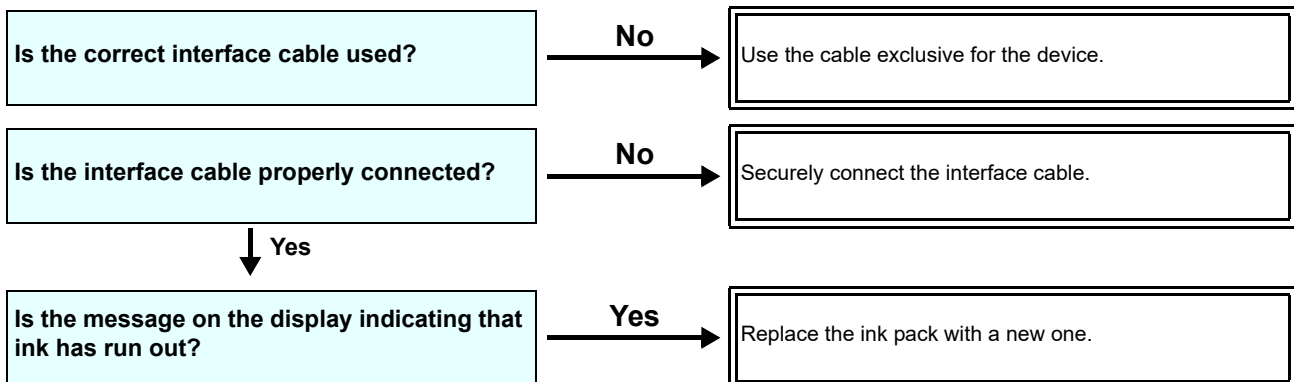 Is the correct interface cable used?
No
Use the cable exclusive for the device.
Is the interface cable properly connected?
No
Securely connect the interface cable.
Yes
Is the message on the display indicating that
ink has run out?
Yes
Replace the ink pack with a new one.